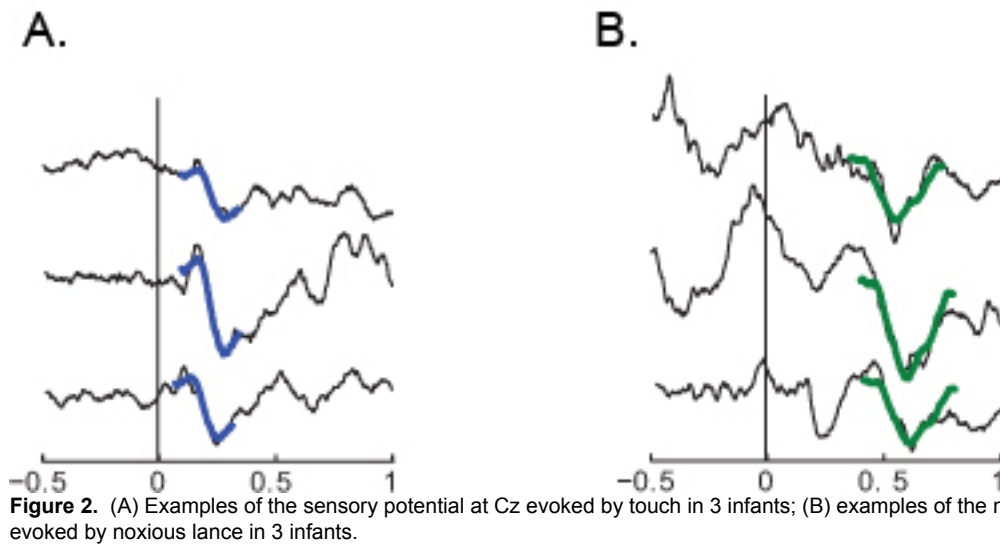 A.
B.
−0.5 0 0.5 1
−0.5 0 0.5 1
Figure 2. (A) Examples of the sensory potential at Cz evoked by touch in 3 infants; (B) examples of the
evoked by noxious lance in 3 infants.